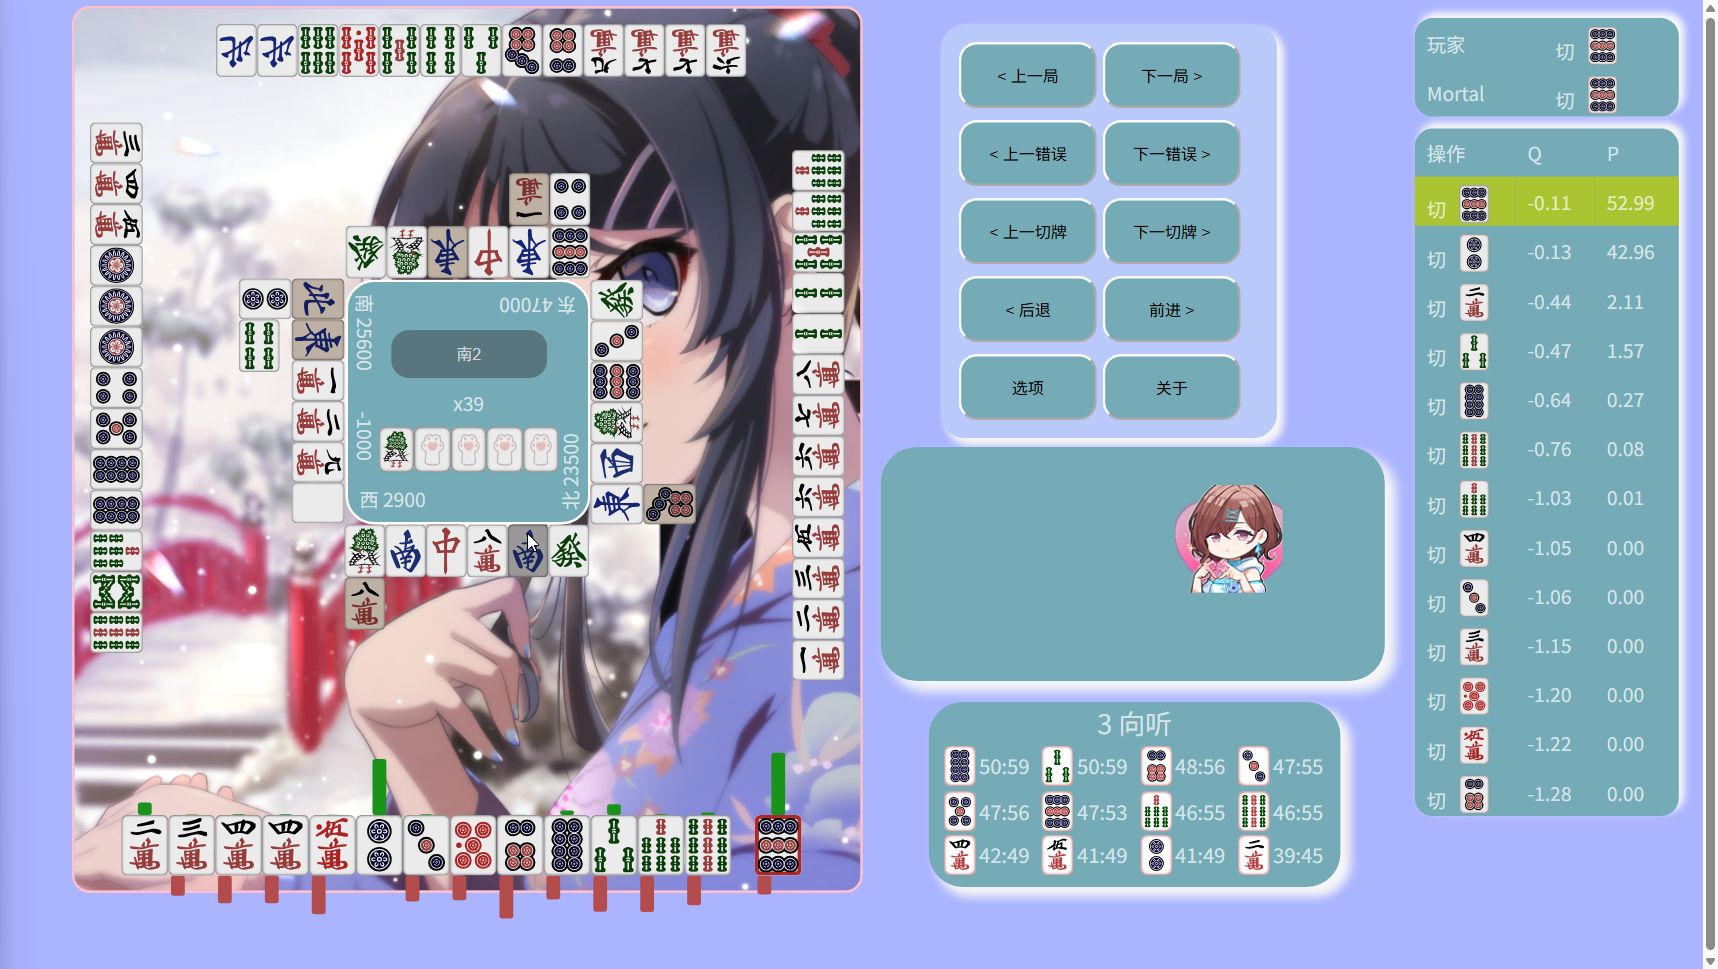 南 25600
东 47000
南2
x39
-1000
北 23500
西 2900
< 上一局
下一局 >
< 上一错误
下一错误 >
< 上一切牌
下一切牌 >
< 后退
前进 >
选项
关于
玩家 切
Mortal 切
操作 Q P
切 -0.11 52.99
切 -0.13 42.96
切 -0.44 2.11
切 -0.47 1.57
切 -0.64 0.27
切 -0.76 0.08
切 -1.03 0.01
切 -1.05 0.00
切 -1.06 0.00
切 -1.15 0.00
切 -1.20 0.00
切 -1.22 0.00
切 -1.28 0.00
3 向听
50:59 50:59 48:56 47:55
47:56 47:53 46:55 46:55
42:49 41:49 41:49 39:45